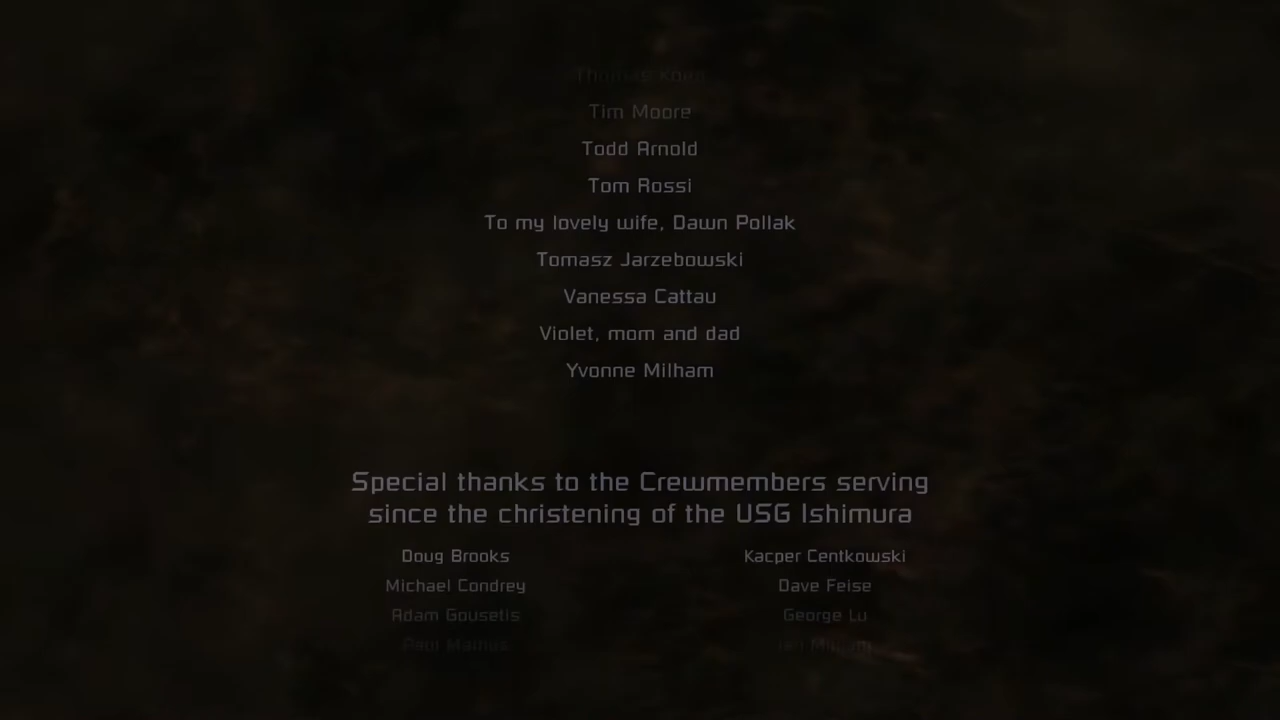 Tim Moore
Todd Arnold
Tom Rossi
To my lovely wife, Dawn Pollak
Tomasz Jarzebowski
Vanessa Cattau
Violet, mom and dad
Yvonne Milham
Special thanks to the Crewmembers serving
since the christening of the USG Ishimura
Doug Brooks Kacper Centkowski
Michael Condrey Dave Feise
Adam Gousetis George Lu
Paul Mathus